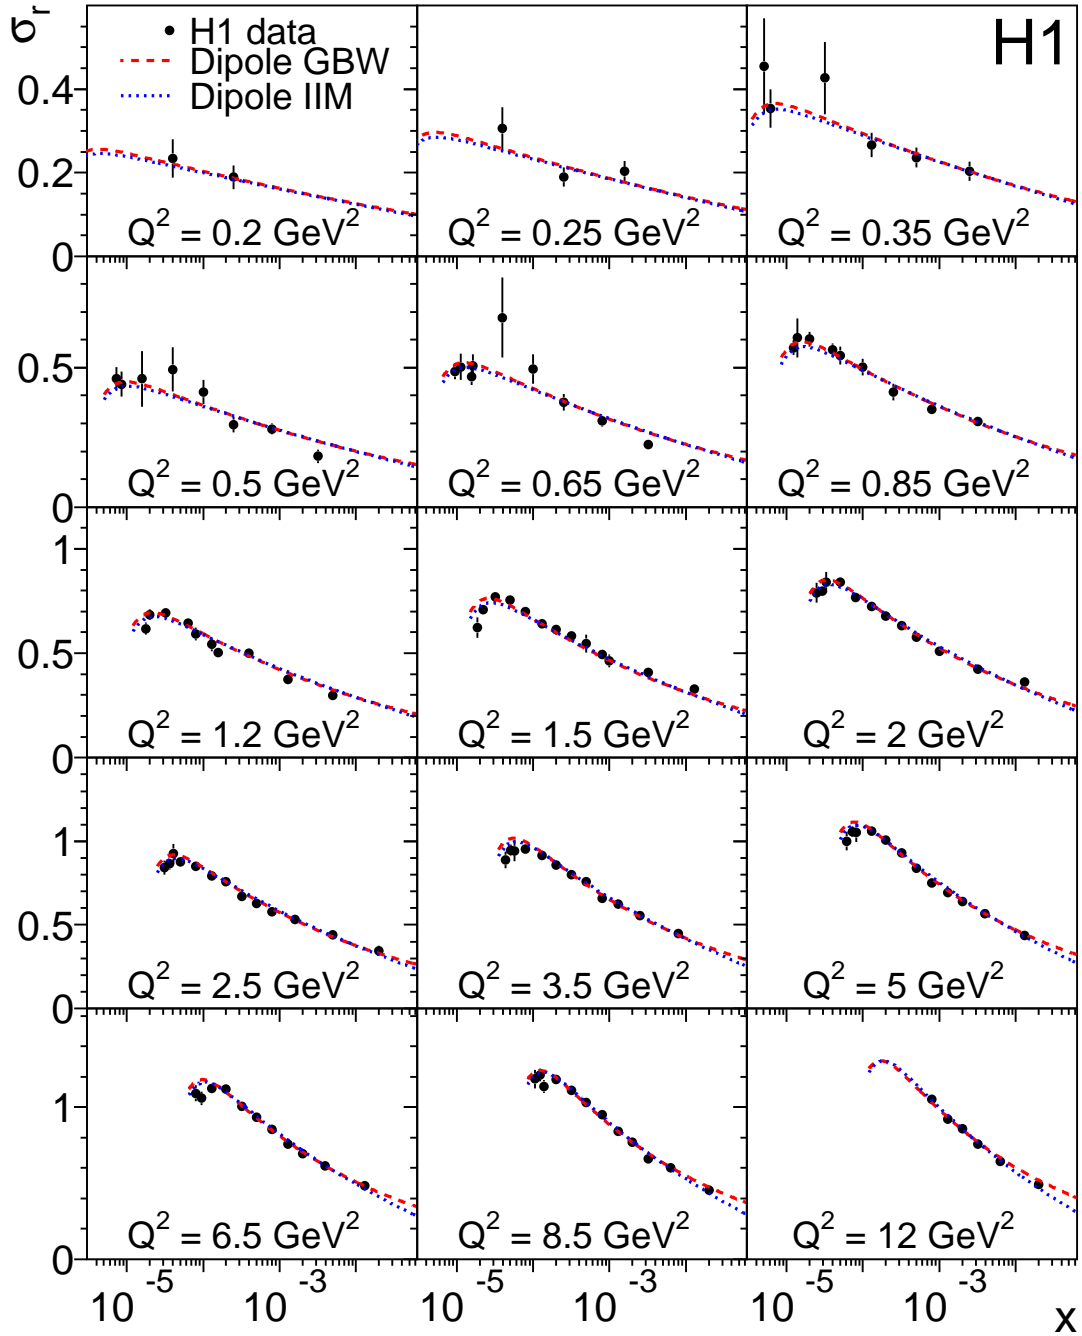 σr
H1 data
Dipole GBW
Dipole IIM
H1
0.4
0.2
0
Q² = 0.2 GeV²
Q² = 0.25 GeV²
Q² = 0.35 GeV²
0.5
0
Q² = 0.5 GeV²
Q² = 0.65 GeV²
Q² = 0.85 GeV²
1
0.5
0
Q² = 1.2 GeV²
Q² = 1.5 GeV²
Q² = 2 GeV²
1
0.5
0
Q² = 2.5 GeV²
Q² = 3.5 GeV²
Q² = 5 GeV²
1
0
Q² = 6.5 GeV²
Q² = 8.5 GeV²
Q² = 12 GeV²
10⁻⁵ 10⁻³ 10⁻⁵ 10⁻³ 10⁻⁵ 10⁻³
x